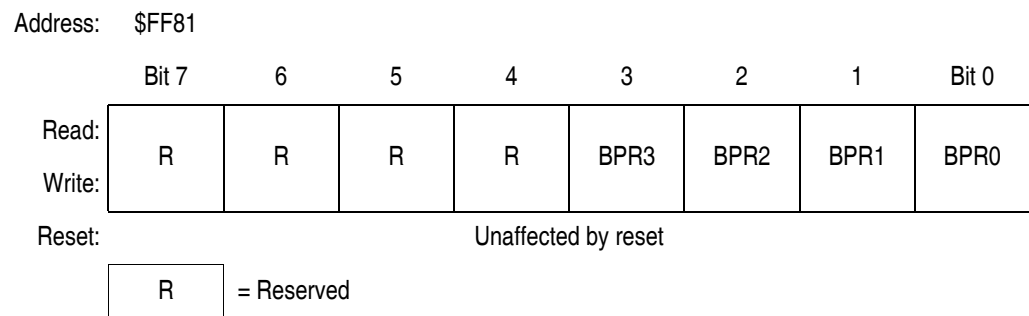 Address: $FF81
Bit 7 6 5 4 3 2 1 Bit 0
Read:
R R R R BPR3 BPR2 BPR1 BPR0
Write:
Reset: Unaffected by reset
R = Reserved